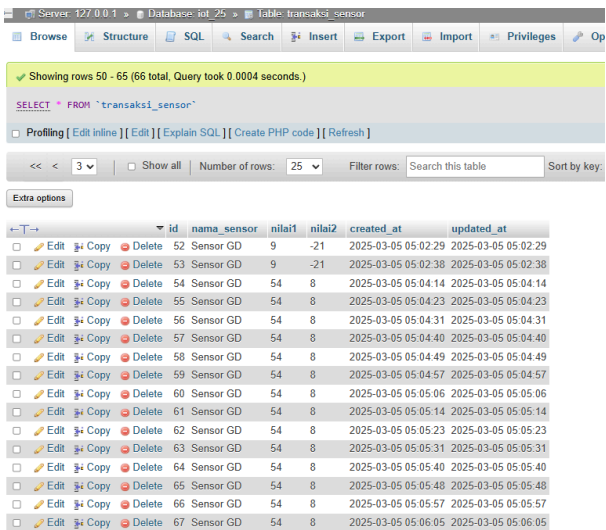 Server: 127.0.0.1 » Database: iot_25 » Table: transaksi_sensor
Browse Structure SQL Search Insert Export Import Privileges Op
Showing rows 50 - 65 (66 total, Query took 0.0004 seconds.)
SELECT * FROM `transaksi_sensor`
Profiling [ Edit inline ] [ Edit ] [ Explain SQL ] [ Create PHP code ] [ Refresh ]
<< < 3 Show all Number of rows: 25 Filter rows: Search this table Sort by key:
Extra options
←T→ id nama_sensor nilai1 nilai2 created_at updated_at
Edit Copy Delete 52 Sensor GD 9 -21 2025-03-05 05:02:29 2025-03-05 05:02:29
Edit Copy Delete 53 Sensor GD 9 -21 2025-03-05 05:02:38 2025-03-05 05:02:38
Edit Copy Delete 54 Sensor GD 54 8 2025-03-05 05:04:14 2025-03-05 05:04:14
Edit Copy Delete 55 Sensor GD 54 8 2025-03-05 05:04:23 2025-03-05 05:04:23
Edit Copy Delete 56 Sensor GD 54 8 2025-03-05 05:04:31 2025-03-05 05:04:31
Edit Copy Delete 57 Sensor GD 54 8 2025-03-05 05:04:40 2025-03-05 05:04:40
Edit Copy Delete 58 Sensor GD 54 8 2025-03-05 05:04:49 2025-03-05 05:04:49
Edit Copy Delete 59 Sensor GD 54 8 2025-03-05 05:04:57 2025-03-05 05:04:57
Edit Copy Delete 60 Sensor GD 54 8 2025-03-05 05:05:06 2025-03-05 05:05:06
Edit Copy Delete 61 Sensor GD 54 8 2025-03-05 05:05:14 2025-03-05 05:05:14
Edit Copy Delete 62 Sensor GD 54 8 2025-03-05 05:05:23 2025-03-05 05:05:23
Edit Copy Delete 63 Sensor GD 54 8 2025-03-05 05:05:31 2025-03-05 05:05:31
Edit Copy Delete 64 Sensor GD 54 8 2025-03-05 05:05:40 2025-03-05 05:05:40
Edit Copy Delete 65 Sensor GD 54 8 2025-03-05 05:05:48 2025-03-05 05:05:48
Edit Copy Delete 66 Sensor GD 54 8 2025-03-05 05:05:57 2025-03-05 05:05:57
Edit Copy Delete 67 Sensor GD 54 8 2025-03-05 05:06:05 2025-03-05 05:06:05